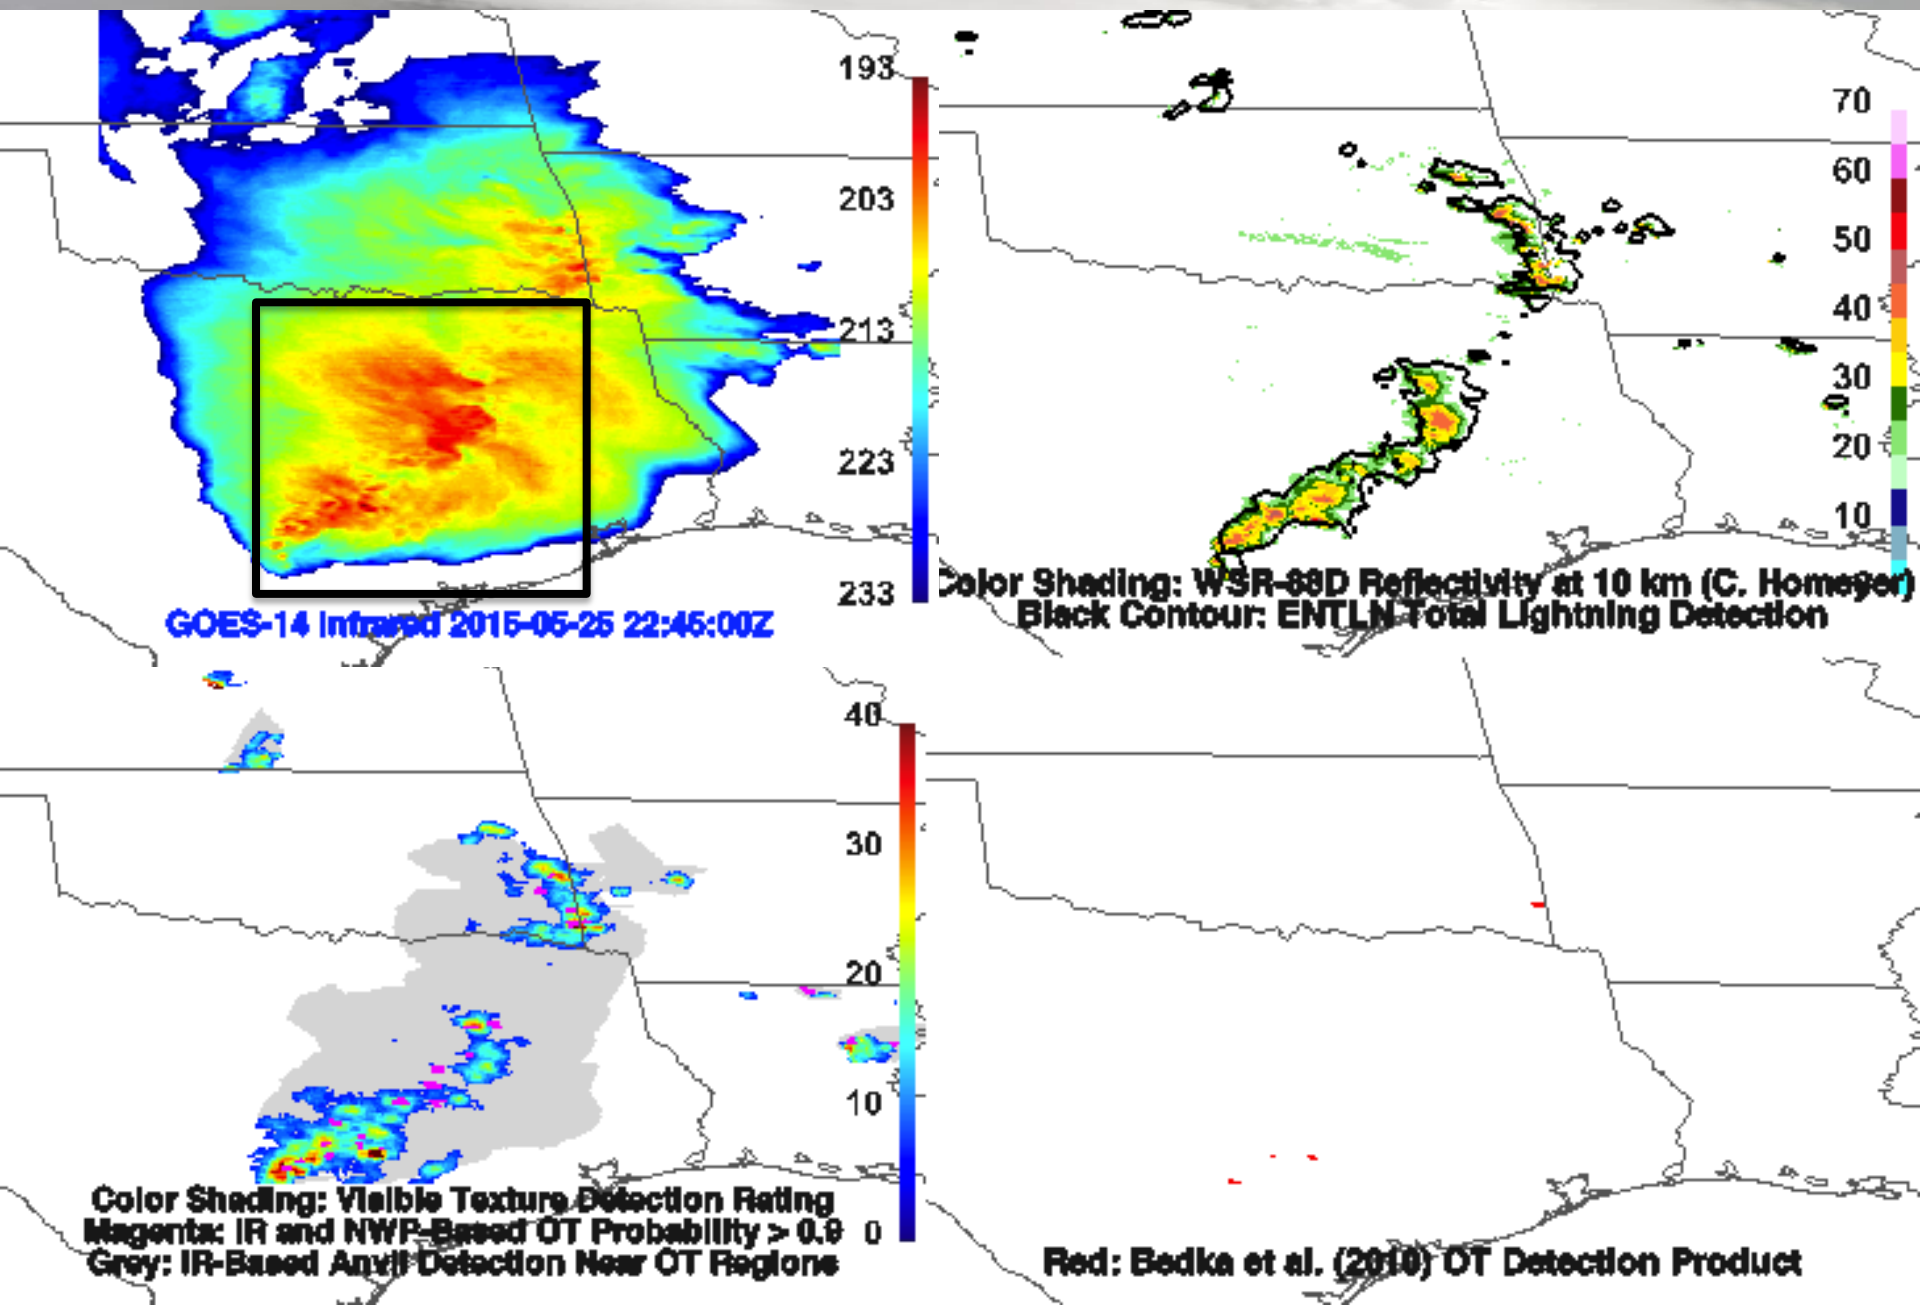 193
203
213
223
233
GOES-14 Infrared 2015-05-25 22:45:00Z
70
60
50
40
30
20
10
Color Shading: WSR-88D Reflectivity at 10 km (C. Homeyer)
Black Contour: ENTLN Total Lightning Detection
40
30
20
10
0
Color Shading: Visible Texture Detection Rating
Magenta: IR and NWP-Based OT Probability > 0.9
Grey: IR-Based Anvil Detection Near OT Regions
Red: Bedka et al. (2010) OT Detection Product